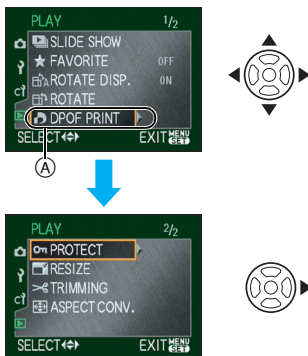 PLAY 1/2
SLIDE SHOW
FAVORITE OFF
ROTATE DISP. ON
ROTATE
DPOF PRINT
SELECT EXIT MENU SET
A
PLAY 2/2
PROTECT
RESIZE
TRIMMING
ASPECT CONV.
SELECT EXIT MENU SET